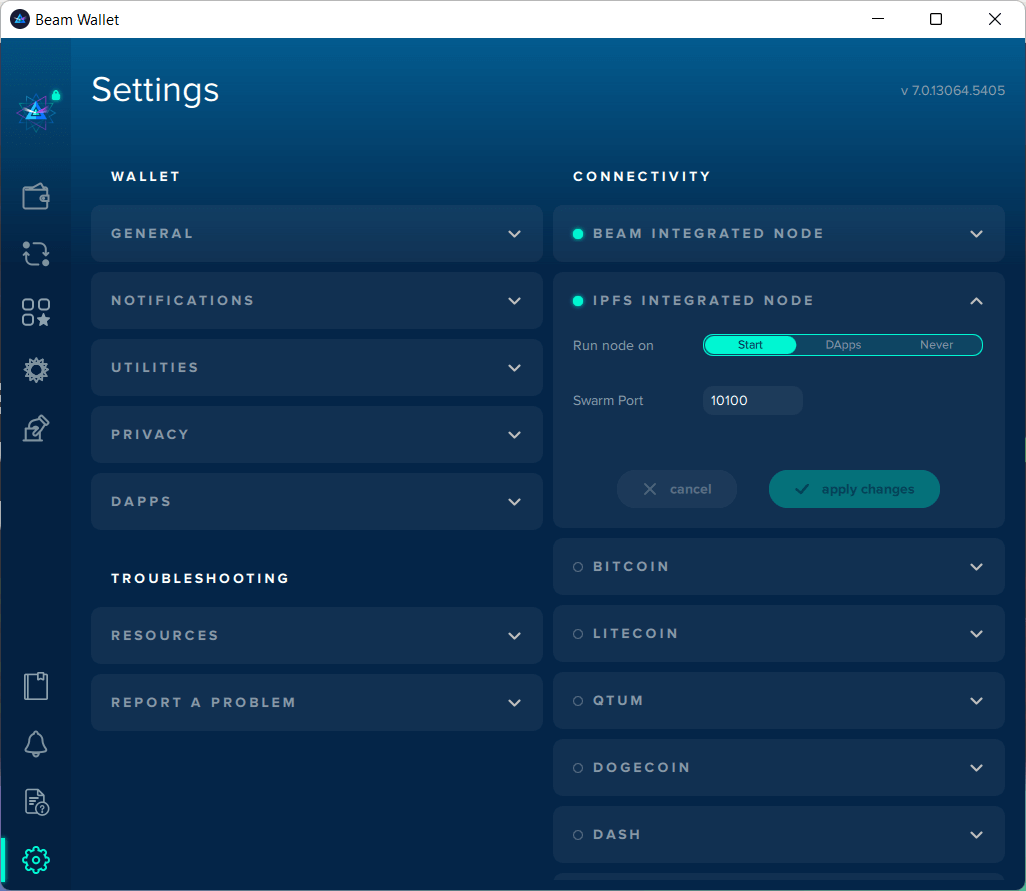 Beam Wallet
Settings
v 7.0.13064.5405
WALLET
GENERAL
NOTIFICATIONS
UTILITIES
PRIVACY
DAPPS
TROUBLESHOOTING
RESOURCES
REPORT A PROBLEM
CONNECTIVITY
BEAM INTEGRATED NODE
IPFS INTEGRATED NODE
Run node on Start DApps Never
Swarm Port 10100
cancel apply changes
BITCOIN
LITECOIN
QTUM
DOGECOIN
DASH